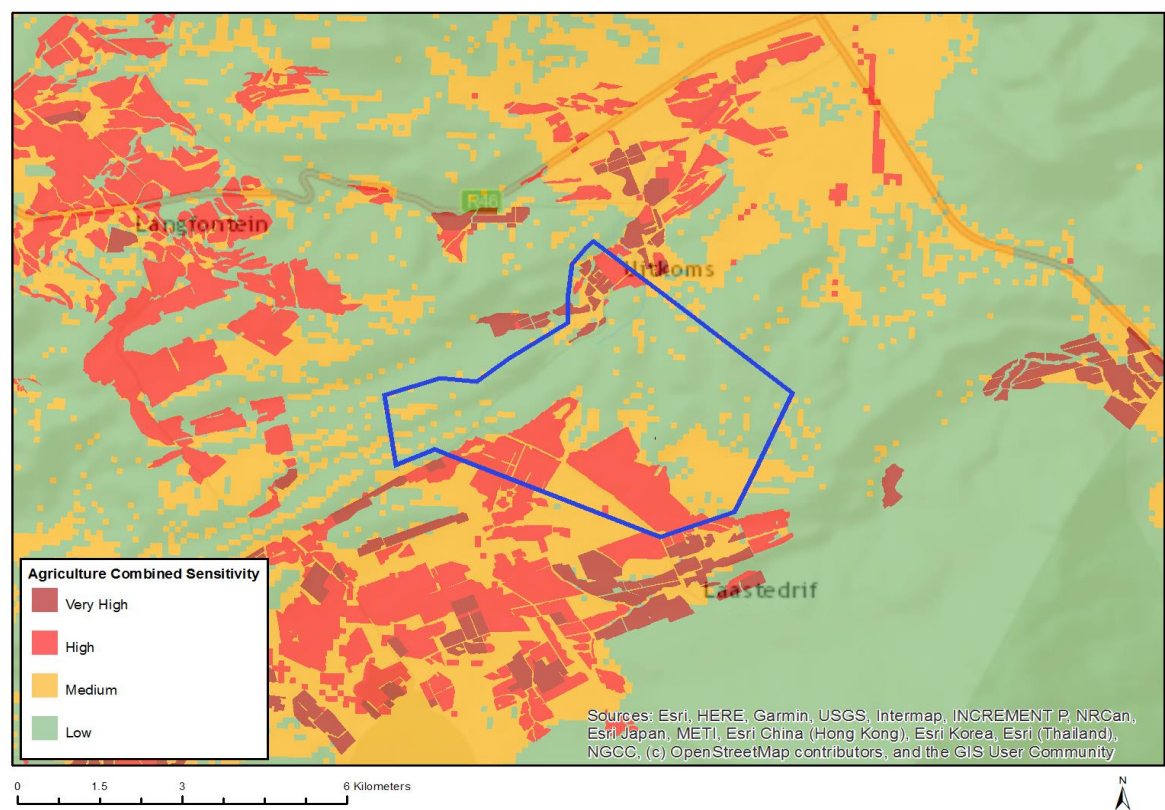 R46
Langfontein
Uitkoms
Laastedrif
Agriculture Combined Sensitivity
Very High
High
Medium
Low
Sources: Esri, HERE, Garmin, USGS, Intermap, INCREMENT P, NRCan,
Esri Japan, METI, Esri China (Hong Kong), Esri Korea, Esri (Thailand),
NGCC, (c) OpenStreetMap contributors, and the GIS User Community
0 1.5 3 6 Kilometers
N